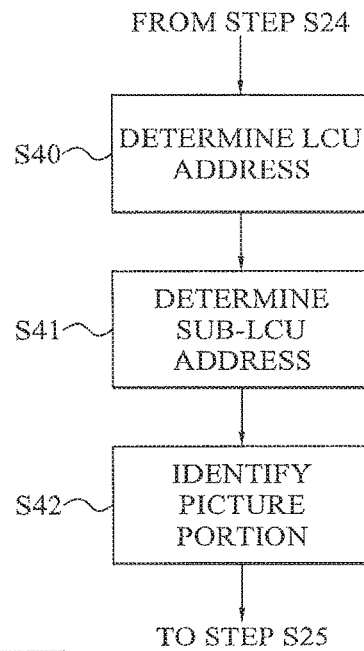 FROM STEP S24
S40
DETERMINE LCU
ADDRESS
S41
DETERMINE
SUB-LCU
ADDRESS
S42
IDENTIFY
PICTURE
PORTION
TO STEP S25